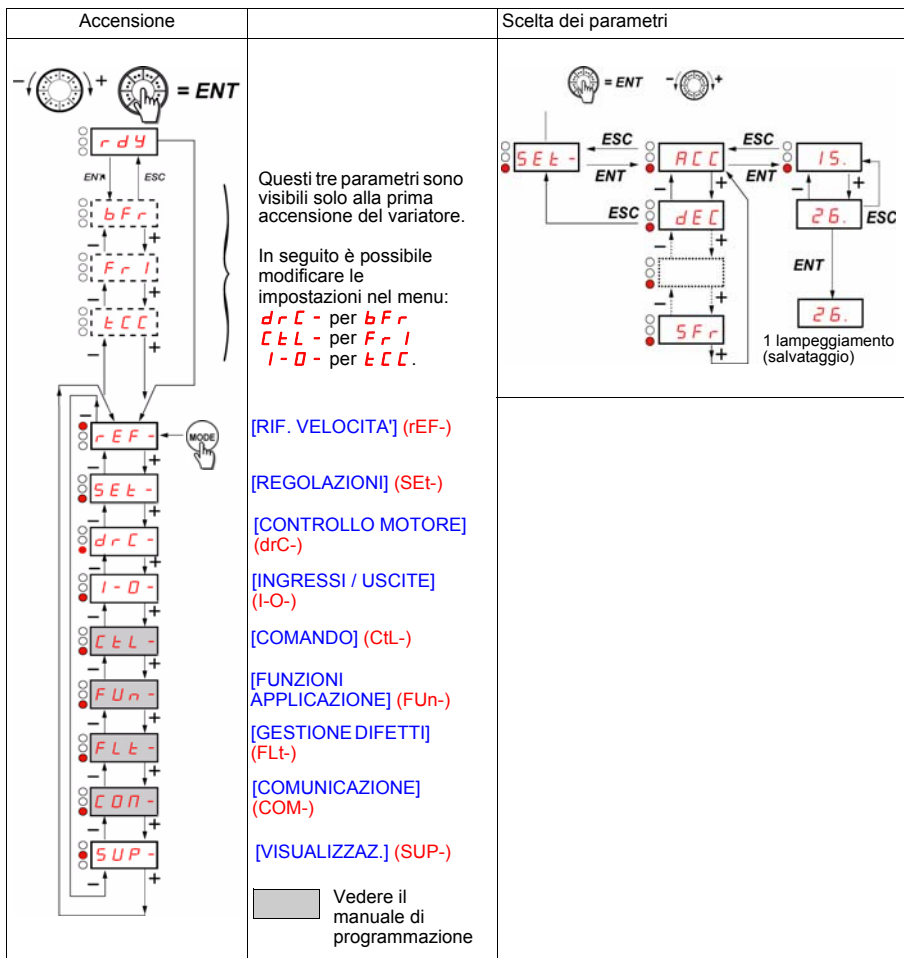 Accensione
Scelta dei parametri
- + = ENT
rdY
ENT ESC
bFr
- +
Fr1
- +
tCC
- +
Questi tre parametri sono
visibili solo alla prima
accensione del variatore.
In seguito è possibile
modificare le
impostazioni nel menu:
drC - per bFr
CtL - per Fr1
I-O - per tCC.
= ENT - +
SEt -
ESC
ENT
ACC
ESC
ENT
15.
- +
ESC
dEC
- +
26.
ESC
- +
ENT
SFr
+
26.
1 lampeggiamento
(salvataggio)
-
rEF -
MODE
[RIF. VELOCITA'] (rEF-)
- +
SEt -
[REGOLAZIONI] (SEt-)
- +
drC -
[CONTROLLO MOTORE]
(drC-)
- +
I-O -
[INGRESSI / USCITE]
(I-O-)
- +
CtL -
[COMANDO] (CtL-)
- +
FUn -
[FUNZIONI
APPLICAZIONE] (FUn-)
- +
FLt -
[GESTIONE DIFETTI]
(FLt-)
- +
COM -
[COMUNICAZIONE]
(COM-)
- +
SUP -
[VISUALIZZAZ.] (SUP-)
- +
Vedere il
manuale di
programmazione